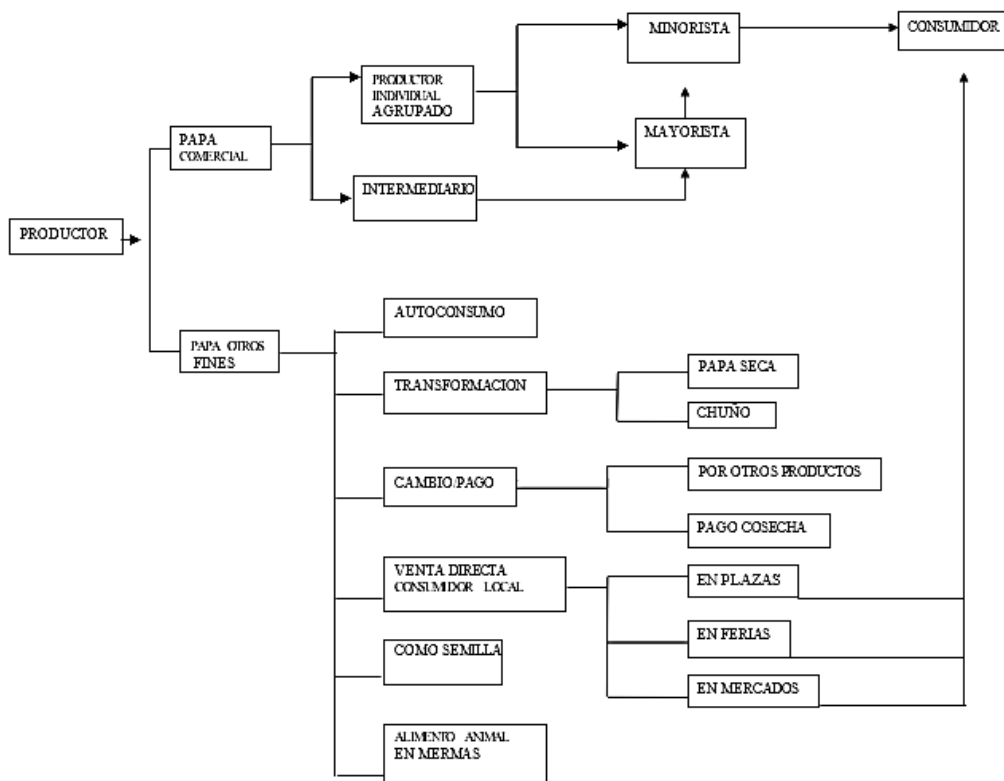 MINORISTA
CONSUMIDOR
PRODUCTOR
IINDIVIDUAL
AGRUPADO
MAYORISTA
PAPA
COMERCIAL
INTERMEDIARIO
PRODUCTOR
AUTOCONSUMO
PAPA OTROS
FINES
TRANSFORMACION
PAPA SECA
CHUÑO
CAMBIO/PAGO
POR OTROS PRODUCTOS
PAGO COSECHA
VENTA DIRECTA
CONSUMIDOR LOCAL
EN PLAZAS
EN FERIAS
COMO SEMILLA
EN MERCADOS
ALIMENTO ANIMAL
EN MERMAS